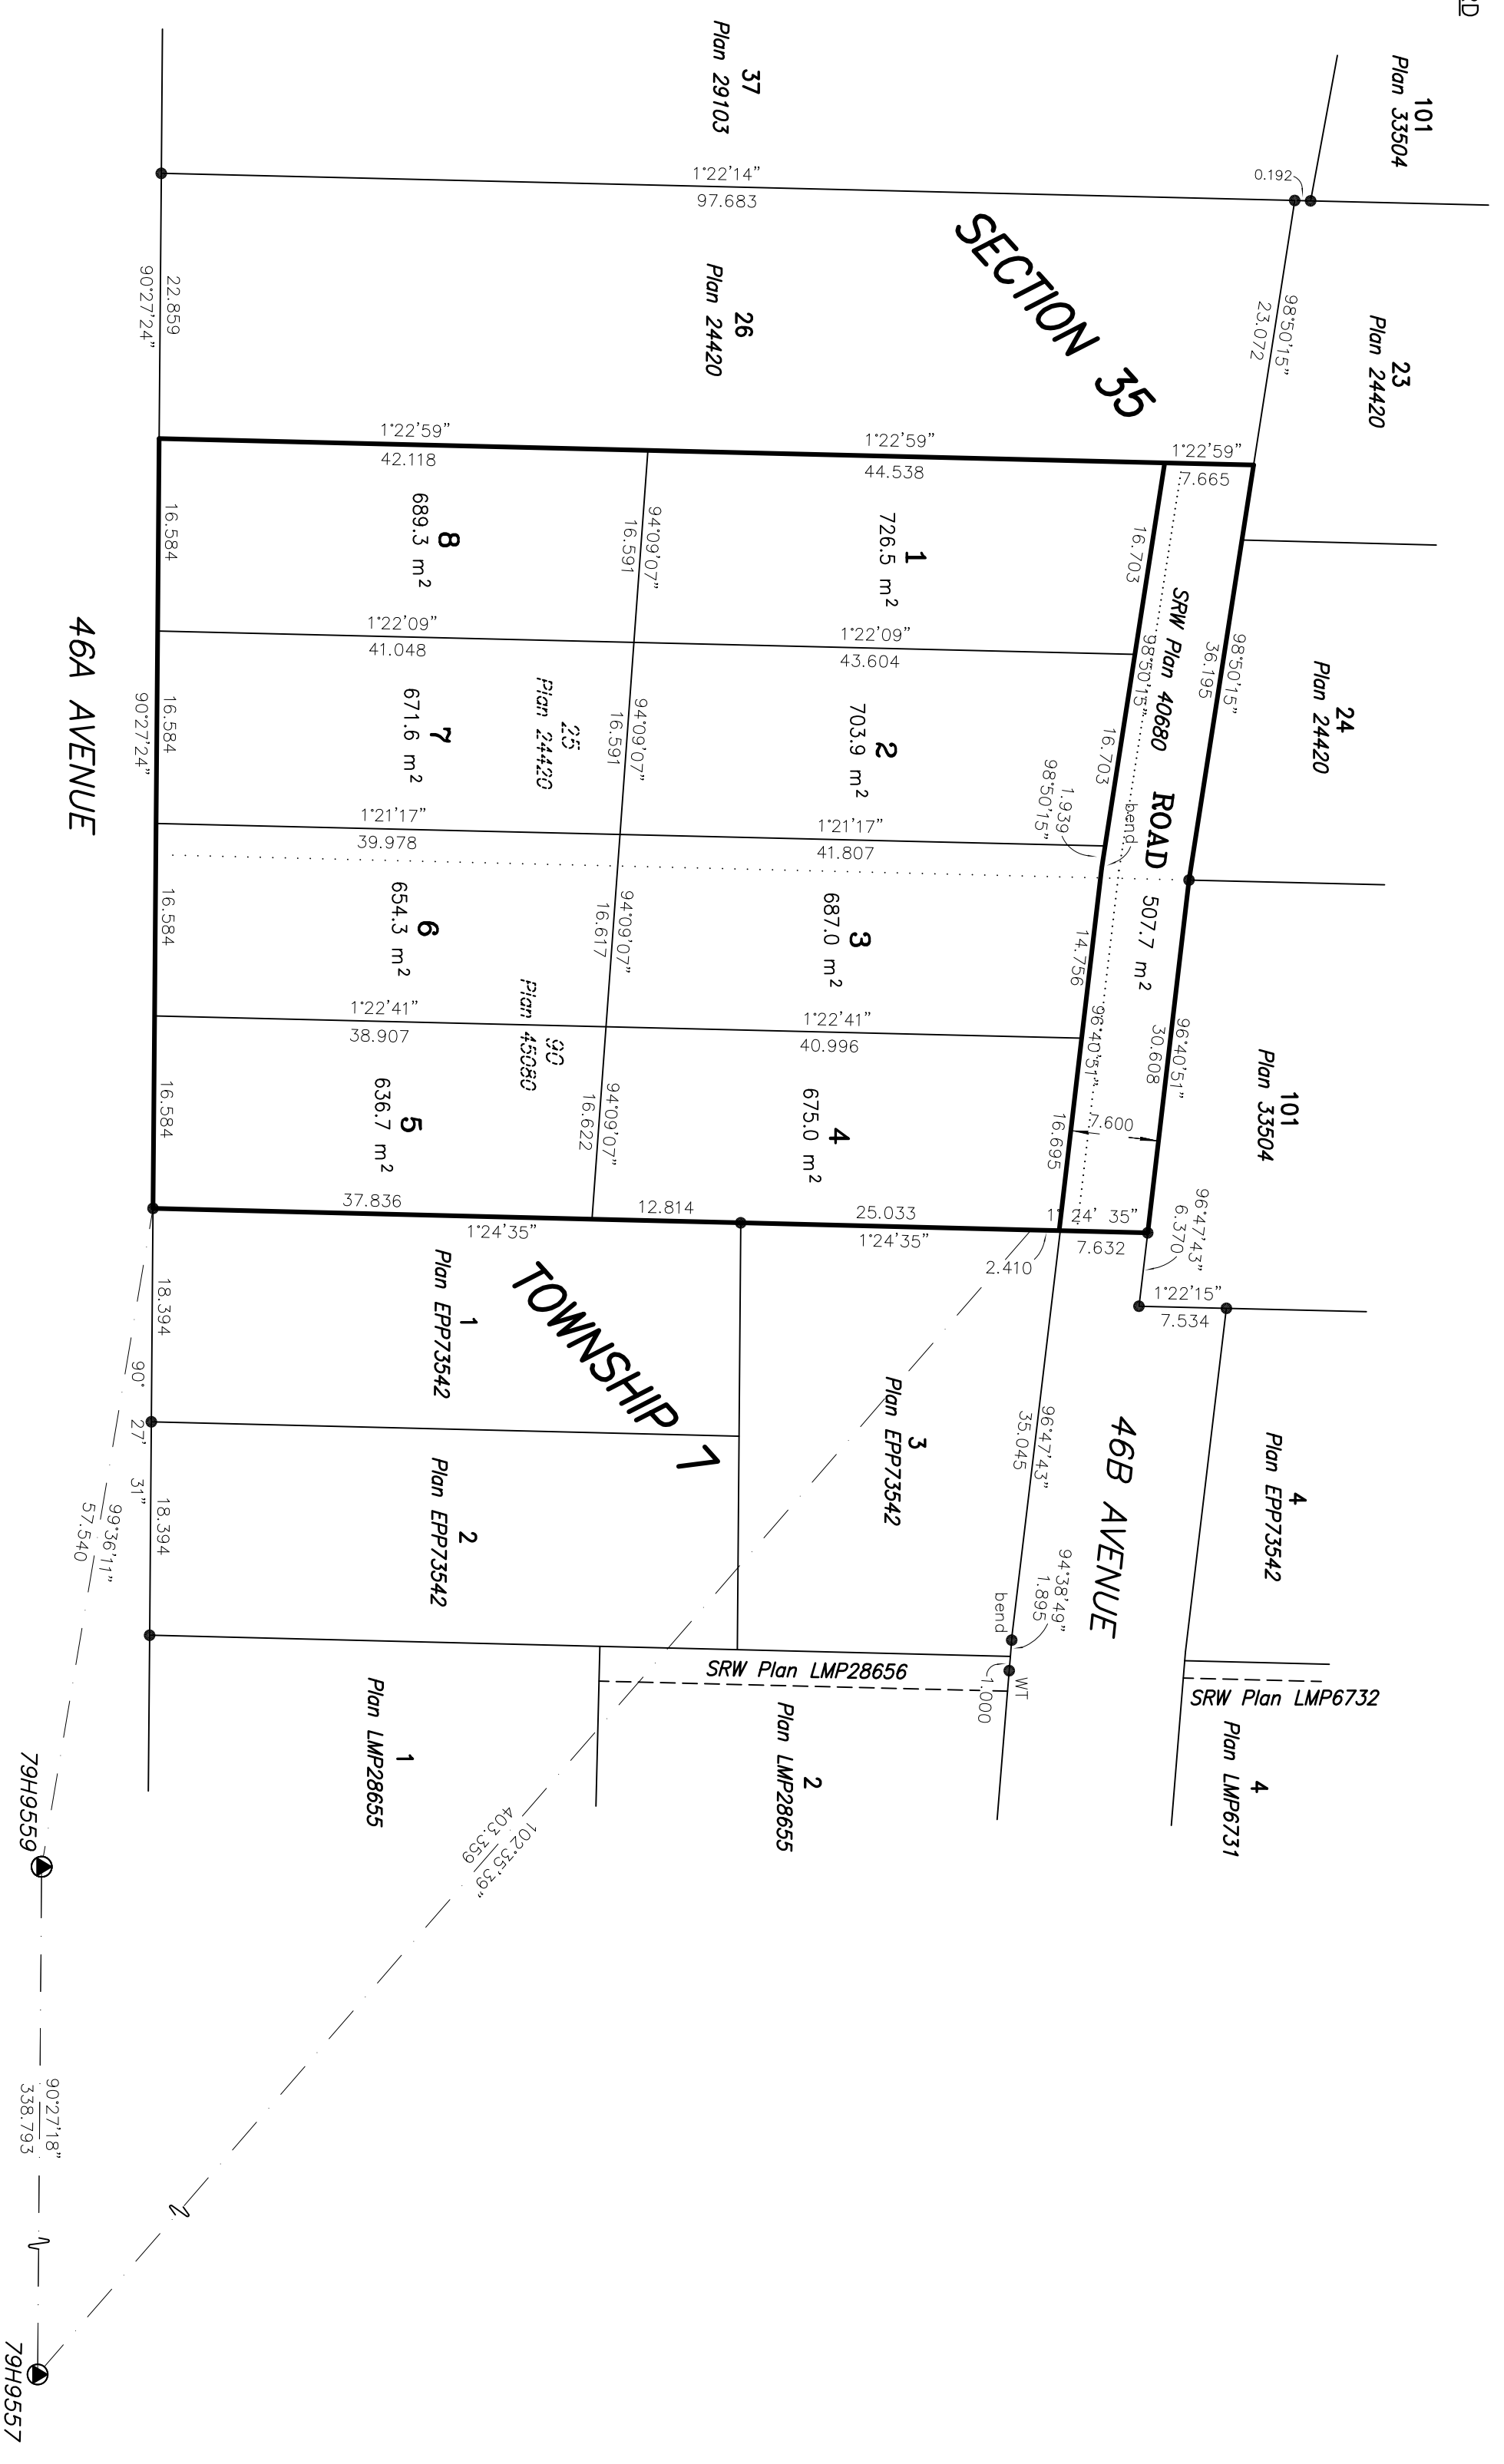 RD
101
Plan 33504
37
Plan 29103
1°22'14"
97.683
0.192
23
Plan 24420
98°50'15"
23.072
SECTION 35
26
Plan 24420
22.859
90°27'24"
24
Plan 24420
98°50'15"
36.195
1°22'59"
7.665
1°22'59"
44.538
1°22'59"
42.118
SRW Plan 40680
ROAD
507.7 m²
16.703
98°50'15"
16.703
bend
1.939
98°50'15"
14.756
96°40'51"
16.695
7.600
96°40'51"
30.608
101
Plan 33504
1
726.5 m²
1°22'09"
43.604
2
703.9 m²
1°21'17"
41.807
3
687.0 m²
1°22'41"
40.996
4
675.0 m²
94°09'07"
16.591
94°09'07"
16.591
94°09'07"
16.617
94°09'07"
16.622
8
689.3 m²
1°22'09"
41.048
7
671.6 m²
25
Plan 24420
1°21'17"
39.978
6
654.3 m²
90
Plan 45080
1°22'41"
38.907
5
636.7 m²
16.584
16.584
90°27'24"
16.584
16.584
46A AVENUE
37.836
1°24'35"
12.814
25.033
1°24'35"
1°24' 35"
7.632
2.410
96°47'43"
6.370
1°22'15"
7.534
4
Plan EPP73542
46B AVENUE
96°47'43"
35.045
94°38'49"
1.895
bend
WT
1.000
3
Plan EPP73542
TOWNSHIP 7
1
Plan EPP73542
2
Plan EPP73542
18.394
90° 27' 31"
18.394
99°36'11"
57.540
SRW Plan LMP28656
SRW Plan LMP6732
4
Plan LMP6731
2
Plan LMP28655
1
Plan LMP28655
102°35'39"
403.359
79H9559
90°27'18"
338.793
79H9557